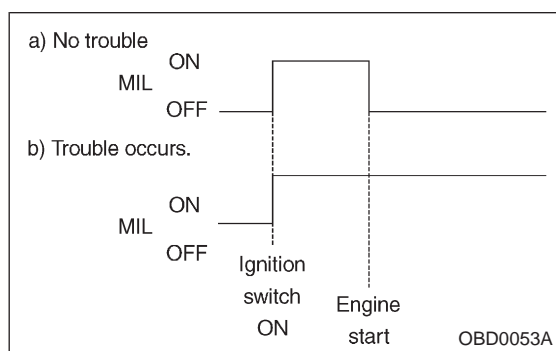 a) No trouble
ON
MIL
OFF
b) Trouble occurs.
ON
MIL
OFF
Ignition
switch
ON
Engine
start
OBD0053A